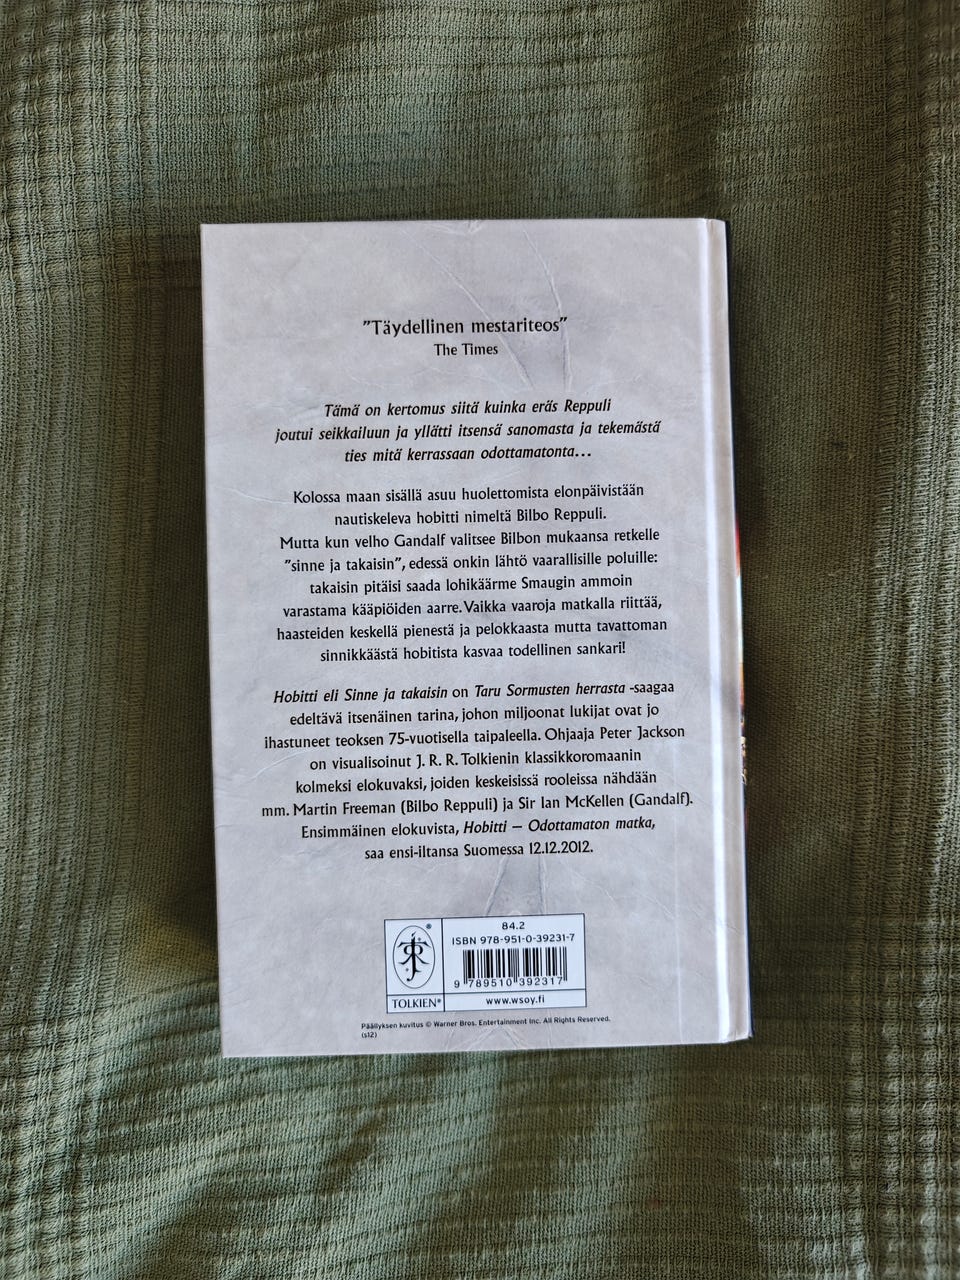 "Täydellinen mestariteos"
The Times
Tämä on kertomus siitä kuinka eräs Reppuli
joutui seikkailuun ja yllätti itsensä sanomasta ja tekemästä
ties mitä kerrassaan odottamatonta...
Kolossa maan sisällä asuu huolettomista elonpäivistään
nautiskeleva hobitti nimeltä Bilbo Reppuli.
Mutta kun velho Gandalf valitsee Bilbon mukaansa retkelle
"sinne ja takaisin", edessä onkin lähtö vaarallisille poluille:
takaisin pitäisi saada lohikäärme Smaugin ammoin
varastama kääpiöiden aarre. Vaikka vaaroja matkalla riittää,
haasteiden keskellä pienestä ja pelokkaasta mutta tavattoman
sinnikkäästä hobitista kasvaa todellinen sankari!
Hobitti eli Sinne ja takaisin on Taru Sormusten herrasta -saagaa
edeltävä itsenäinen tarina, johon miljoonat lukijat ovat jo
ihastuneet teoksen 75-vuotisella taipaleella. Ohjaaja Peter Jackson
on visualisoinut J. R. R. Tolkienin klassikkoromaanin
kolmeksi elokuvaksi, joiden keskeisissä rooleissa nähdään
mm. Martin Freeman (Bilbo Reppuli) ja Sir Ian McKellen (Gandalf).
Ensimmäinen elokuvista, Hobitti – Odottamaton matka,
saa ensi-iltansa Suomessa 12.12.2012.
84.2
ISBN 978-951-0-39231-7
9 789510 392317
®
TOLKIEN®
www.wsoy.fi
Päällyksen kuvitus © Warner Bros. Entertainment Inc. All Rights Reserved.
(s12)